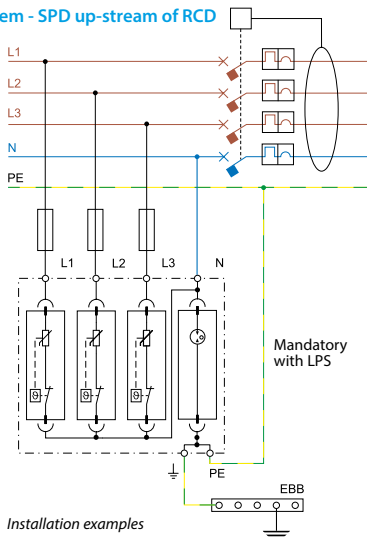 em - SPD up-stream of RCD
L1
L2
L3
N
PE
L1 L2 L3 N
Mandatory
with LPS
ϑ ϑ ϑ
PE
EBB
Installation examples